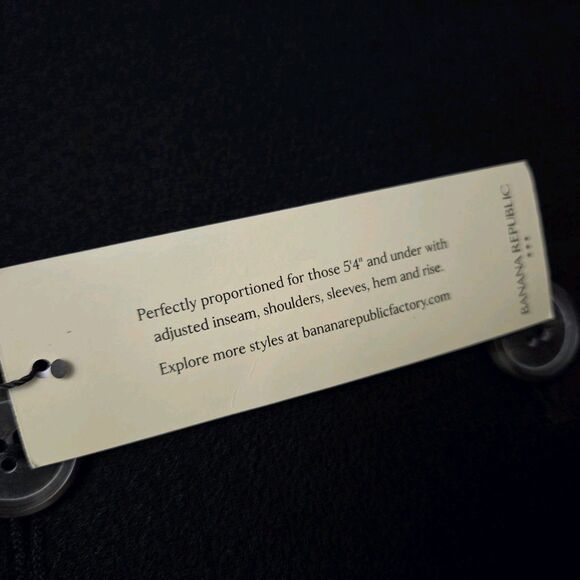 Perfectly proportioned for those 5'4" and under with
adjusted inseam, shoulders, sleeves, hem and rise.
Explore more styles at bananarepublicfactory.com
BANANA REPUBLIC